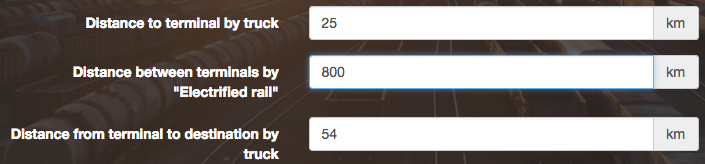 Distance to terminal by truck 25 km
Distance between terminals by 800 km
"Electrified rail"
Distance from terminal to destination by 54 km
truck